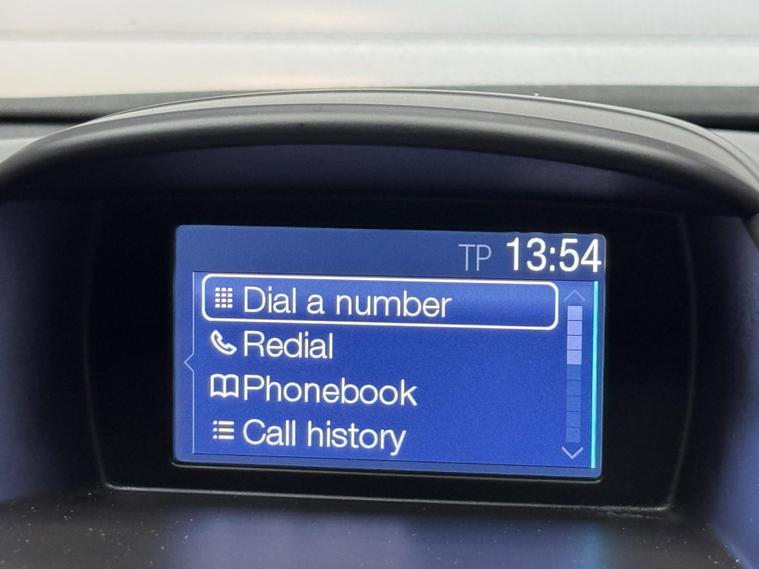 TP 13:54
Dial a number
Redial
Phonebook
Call history